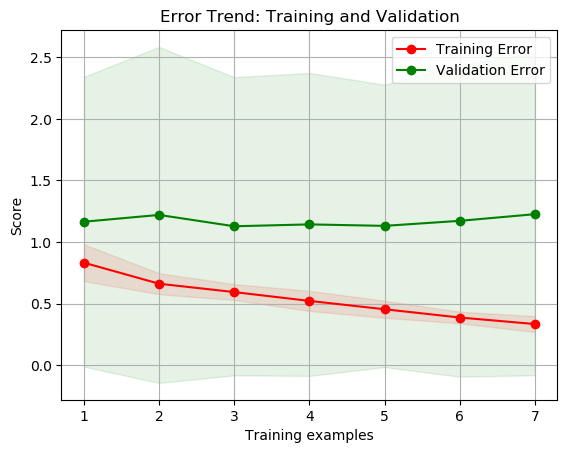 Error Trend: Training and Validation
Training Error
Validation Error
Score
2.5
2.0
1.5
1.0
0.5
0.0
1 2 3 4 5 6 7
Training examples